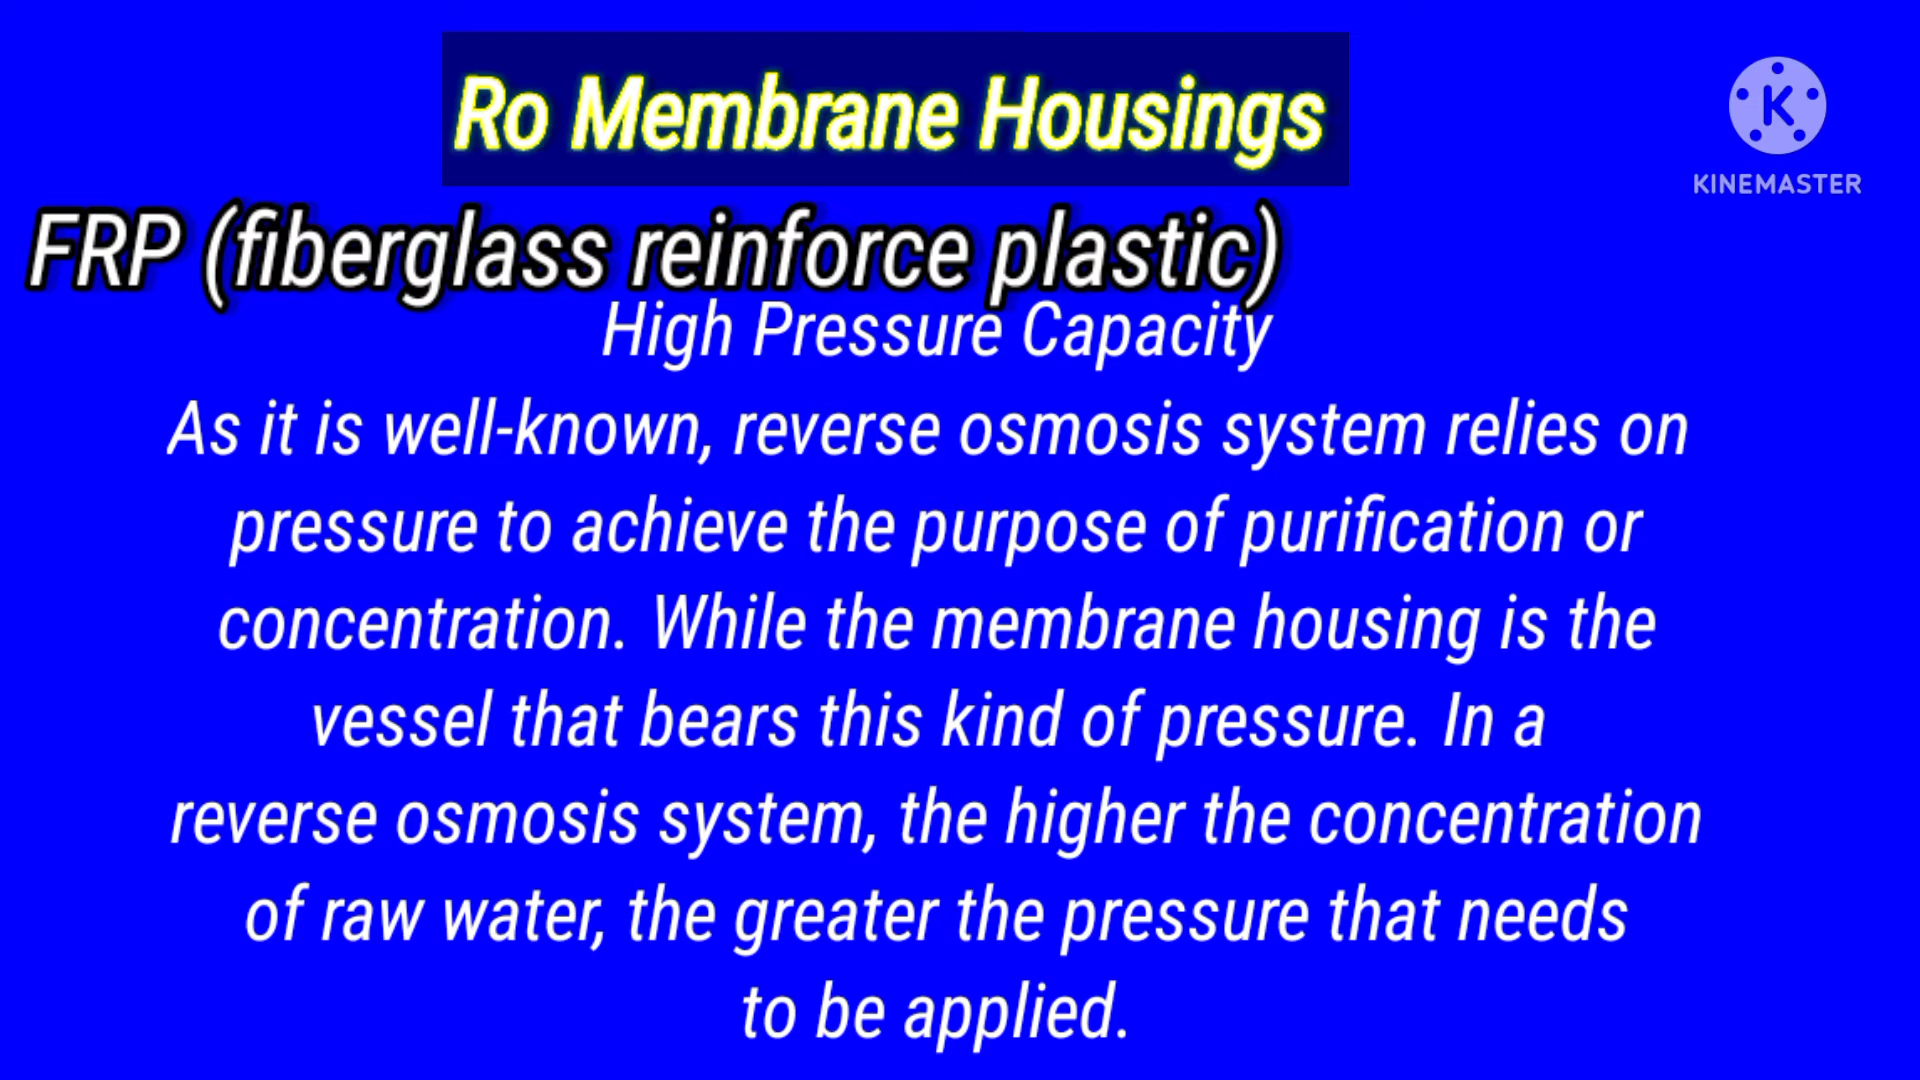 Ro Membrane Housings
KINEMASTER
FRP (fiberglass reinforce plastic)
High Pressure Capacity
As it is well-known, reverse osmosis system relies on
pressure to achieve the purpose of purification or
concentration. While the membrane housing is the
vessel that bears this kind of pressure. In a
reverse osmosis system, the higher the concentration
of raw water, the greater the pressure that needs
to be applied.